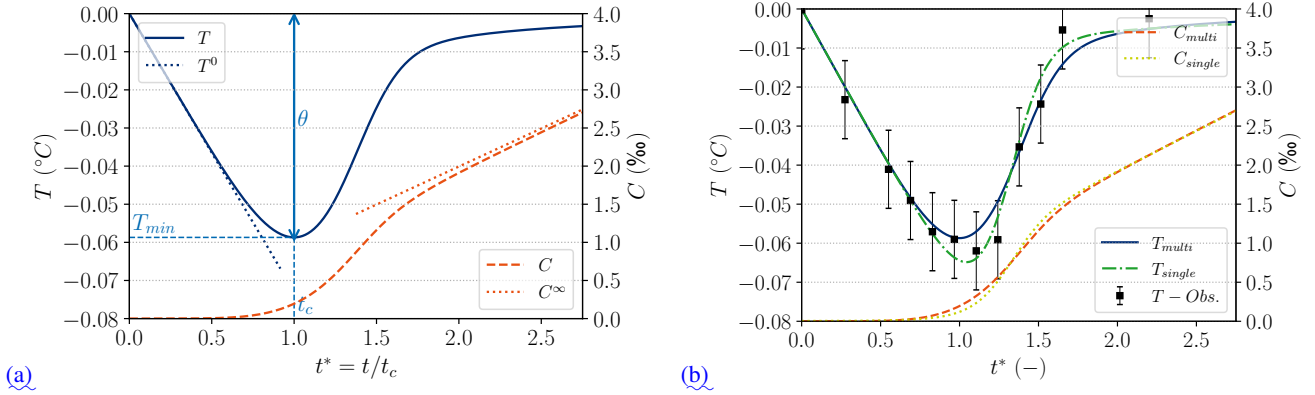 0.00
−0.01
−0.02
−0.03
−0.04
−0.05
−0.06
−0.07
−0.08
T (°C)
T
T⁰
θ
T_min
t_c
C
C^∞
4.0
3.5
3.0
2.5
2.0
1.5
1.0
0.5
0.0
C (‰)
0.0 0.5 1.0 1.5 2.0 2.5
t* = t/t_c
(a)
0.00
−0.01
−0.02
−0.03
−0.04
−0.05
−0.06
−0.07
−0.08
T (°C)
C_multi
C_single
T_multi
T_single
T − Obs.
4.0
3.5
3.0
2.5
2.0
1.5
1.0
0.5
0.0
C (‰)
0.0 0.5 1.0 1.5 2.0 2.5
t* (−)
(b)